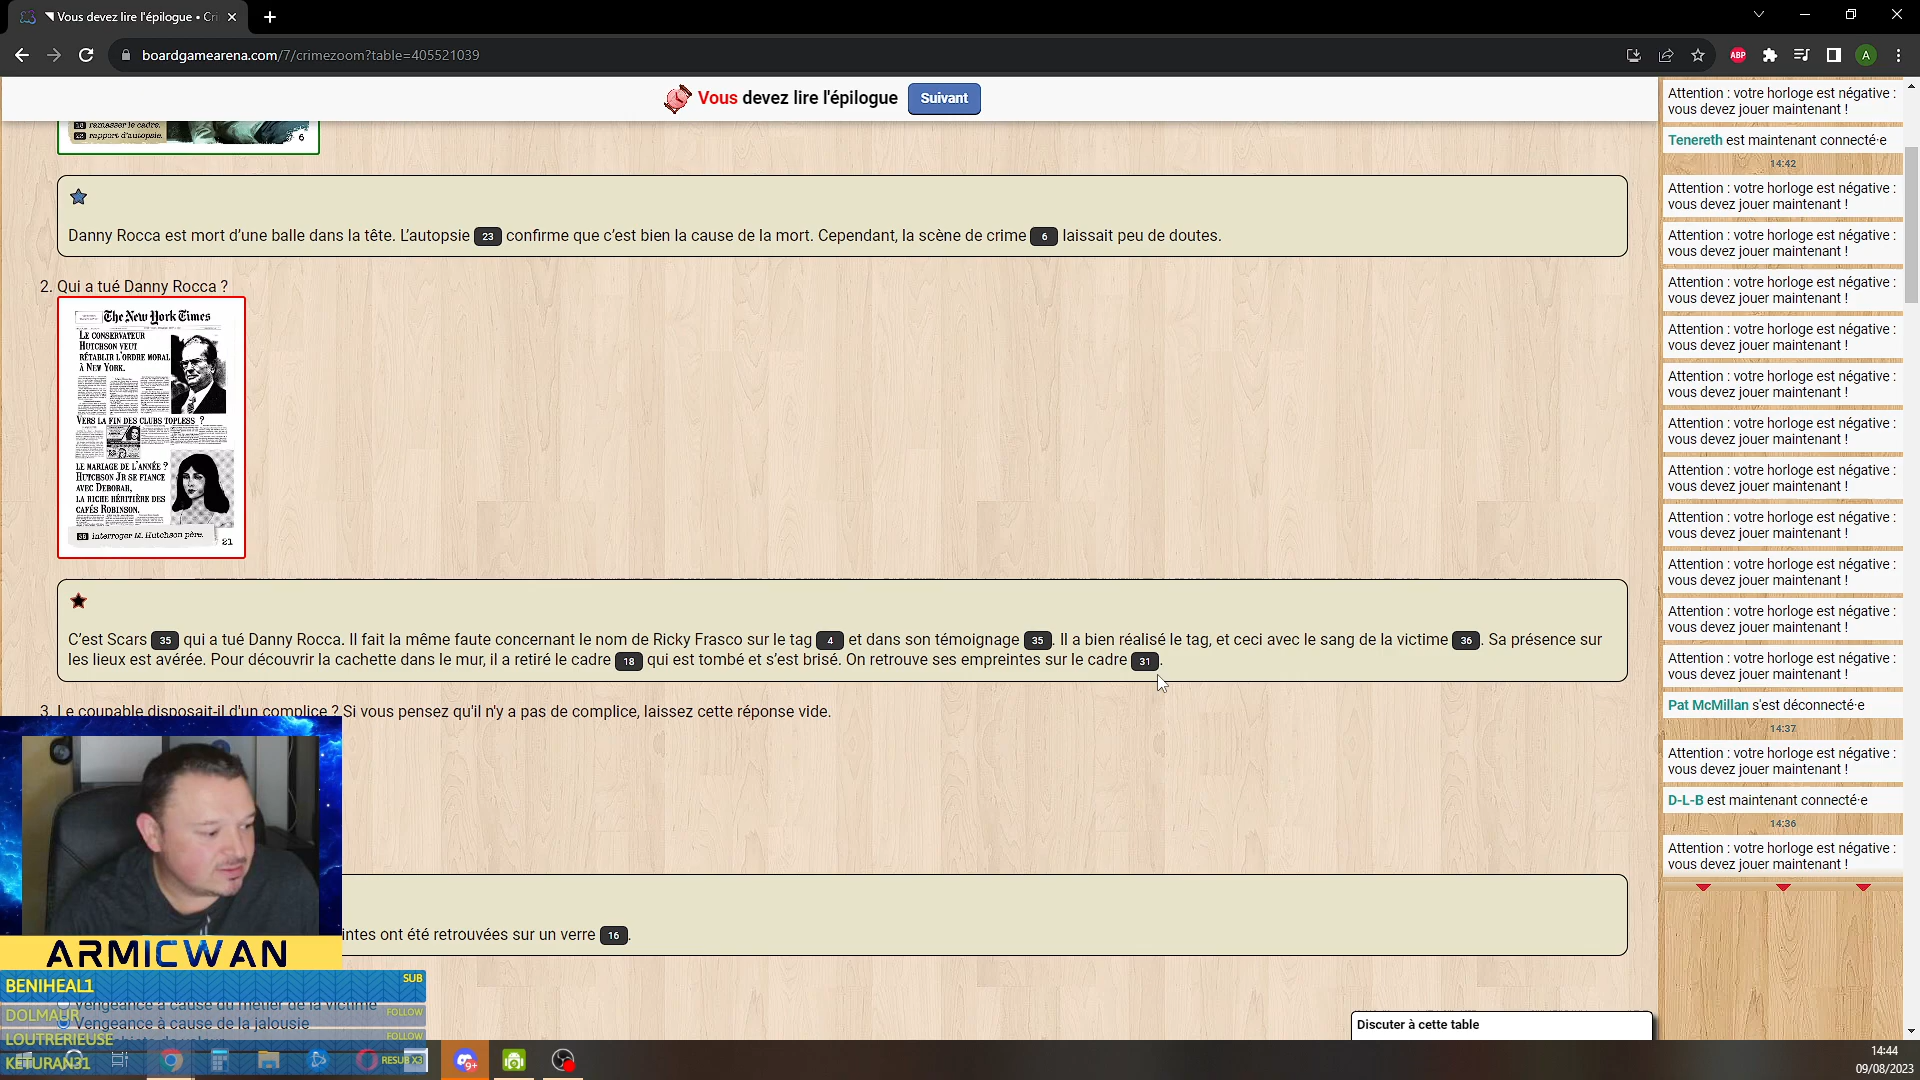 Vous devez lire l'épilogue • Cri
boardgamearena.com/7/crimezoom?table=405521039
ABP
A
Vous devez lire l'épilogue
Suivant
ramasser le cadre.
rapport d'autopsie.
6
Danny Rocca est mort d'une balle dans la tête. L'autopsie 23 confirme que c'est bien la cause de la mort. Cependant, la scène de crime 6 laissait peu de doutes.
2. Qui a tué Danny Rocca ?
The New York Times
LE CONSERVATEUR
HUTCHSON VEUT
RÉTABLIR L'ORDRE MORAL
À NEW YORK.
VERS LA FIN DES CLUBS TOPLESS ?
LE MARIAGE DE L'ANNÉE ?
HUTCHSON JR SE FIANCE
AVEC DEBORAH,
LA RICHE HÉRITIÈRE DES
CAFÉS ROBINSON.
interroger M. Hutchson père.
21
C'est Scars 35 qui a tué Danny Rocca. Il fait la même faute concernant le nom de Ricky Frasco sur le tag 4 et dans son témoignage 35. Il a bien réalisé le tag, et ceci avec le sang de la victime 36. Sa présence sur
les lieux est avérée. Pour découvrir la cachette dans le mur, il a retiré le cadre 18 qui est tombé et s'est brisé. On retrouve ses empreintes sur le cadre 31.
3. Le coupable disposait-il d'un complice ? Si vous pensez qu'il n'y a pas de complice, laissez cette réponse vide.
intes ont été retrouvées sur un verre 16.
Vengeance à cause du métier de la victime
Vengeance à cause de la jalousie
ARMICWAN
BENIHEAL1 SUB
DOLMAUR FOLLOW
LOUTRERIEUSE FOLLOW
KETURAN31 RESUB X3
Attention : votre horloge est négative :
vous devez jouer maintenant !
Tenereth est maintenant connecté·e
14:42
Attention : votre horloge est négative :
vous devez jouer maintenant !
Attention : votre horloge est négative :
vous devez jouer maintenant !
Attention : votre horloge est négative :
vous devez jouer maintenant !
Attention : votre horloge est négative :
vous devez jouer maintenant !
Attention : votre horloge est négative :
vous devez jouer maintenant !
Attention : votre horloge est négative :
vous devez jouer maintenant !
Attention : votre horloge est négative :
vous devez jouer maintenant !
Attention : votre horloge est négative :
vous devez jouer maintenant !
Attention : votre horloge est négative :
vous devez jouer maintenant !
Attention : votre horloge est négative :
vous devez jouer maintenant !
Attention : votre horloge est négative :
vous devez jouer maintenant !
Pat McMillan s'est déconnecté·e
14:37
Attention : votre horloge est négative :
vous devez jouer maintenant !
D-L-B est maintenant connecté·e
14:36
Attention : votre horloge est négative :
vous devez jouer maintenant !
Discuter à cette table
9+
14:44
09/08/2023